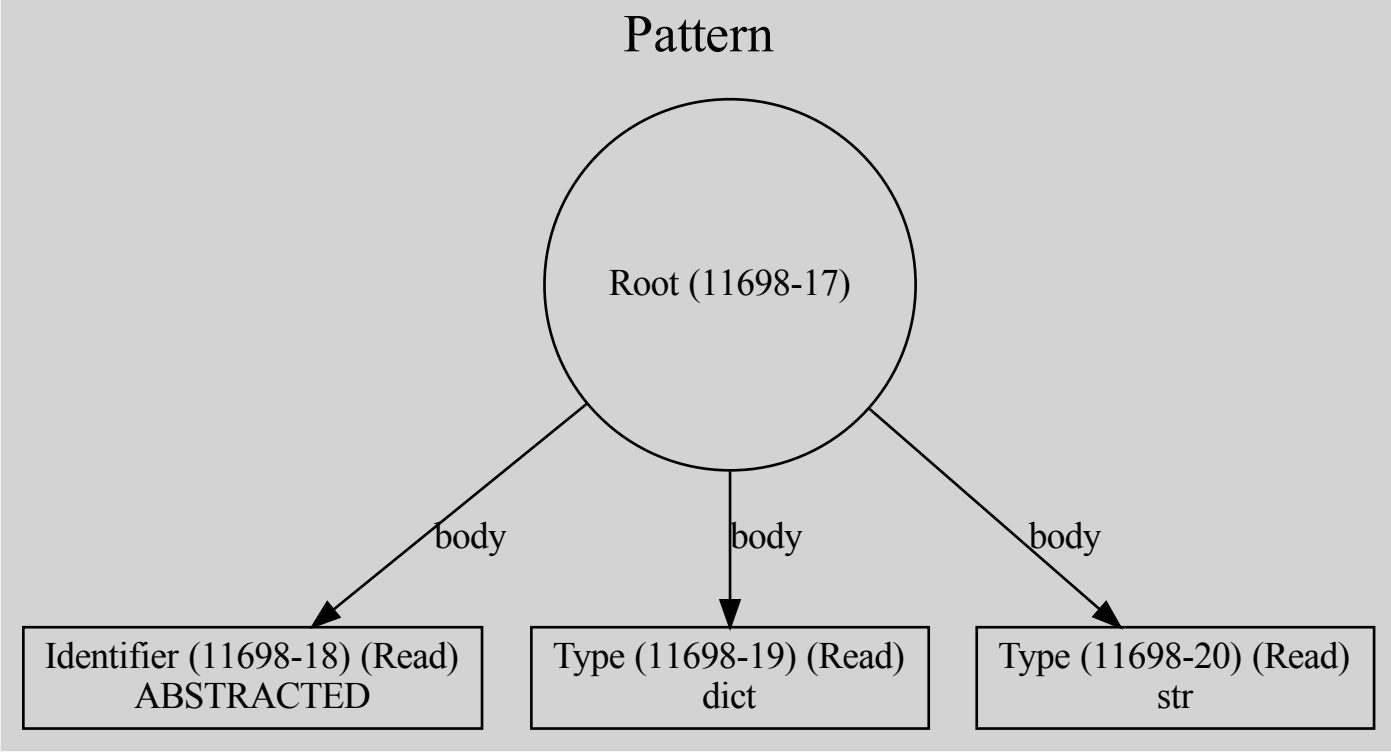 Pattern
Root (11698-17)
body
body
body
Identifier (11698-18) (Read)
ABSTRACTED
Type (11698-19) (Read)
dict
Type (11698-20) (Read)
str